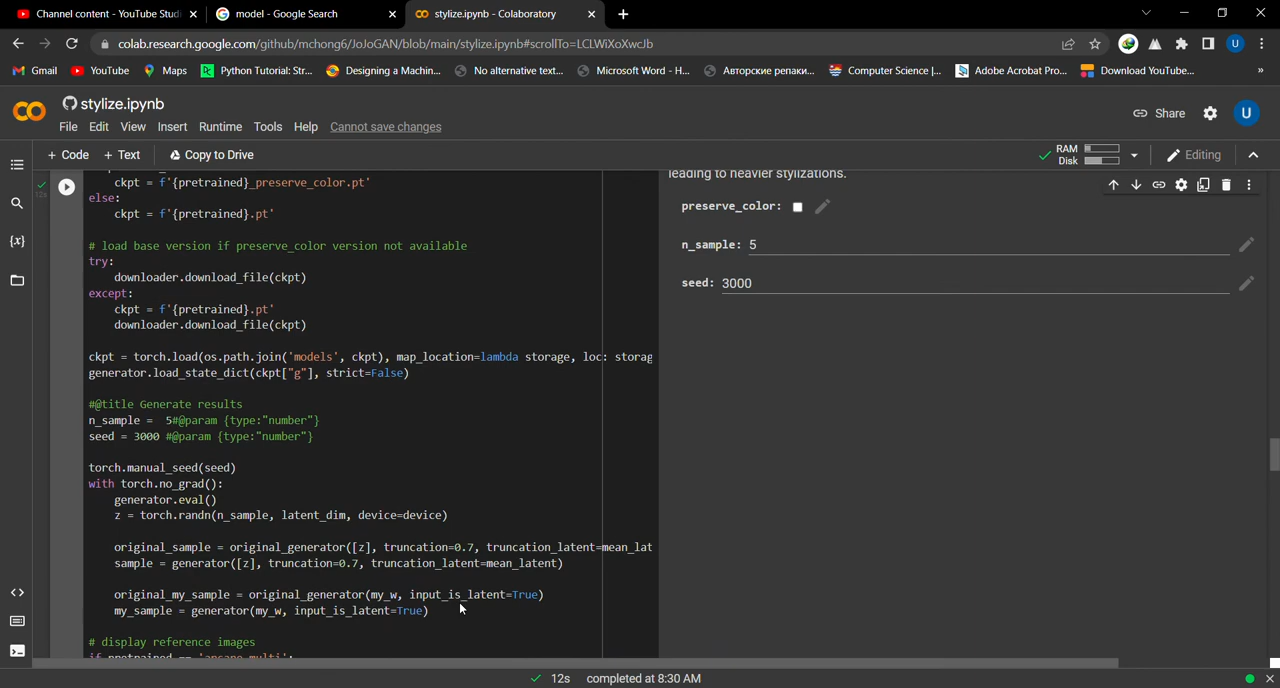 Channel content - YouTube Studi
model - Google Search
stylize.ipynb - Colaboratory
colab.research.google.com/github/mchong6/JoJoGAN/blob/main/stylize.ipynb#scrollTo=LCLWiXoXwcJb
U
Gmail YouTube Maps Python Tutorial: Str... Designing a Machin... No alternative text... Microsoft Word - H... Авторские репаки... Computer Science |... Adobe Acrobat Pro... Download YouTube... »
stylize.ipynb
File Edit View Insert Runtime Tools Help Cannot save changes
Share
U
+ Code + Text Copy to Drive
RAM
Disk
Editing
12s
ckpt = f'{pretrained}_preserve_color.pt'
else:
ckpt = f'{pretrained}.pt'
# load base version if preserve_color version not available
try:
downloader.download_file(ckpt)
except:
ckpt = f'{pretrained}.pt'
downloader.download_file(ckpt)
ckpt = torch.load(os.path.join('models', ckpt), map_location=lambda storage, loc: storag
generator.load_state_dict(ckpt["g"], strict=False)
#@title Generate results
n_sample = 5#@param {type:"number"}
seed = 3000 #@param {type:"number"}
torch.manual_seed(seed)
with torch.no_grad():
generator.eval()
z = torch.randn(n_sample, latent_dim, device=device)
original_sample = original_generator([z], truncation=0.7, truncation_latent=mean_lat
sample = generator([z], truncation=0.7, truncation_latent=mean_latent)
original_my_sample = original_generator(my_w, input_is_latent=True)
my_sample = generator(my_w, input_is_latent=True)
# display reference images
if pretrained == 'arcane_multi':
leading to heavier stylizations.
preserve_color:
n_sample: 5
seed: 3000
12s completed at 8:30 AM